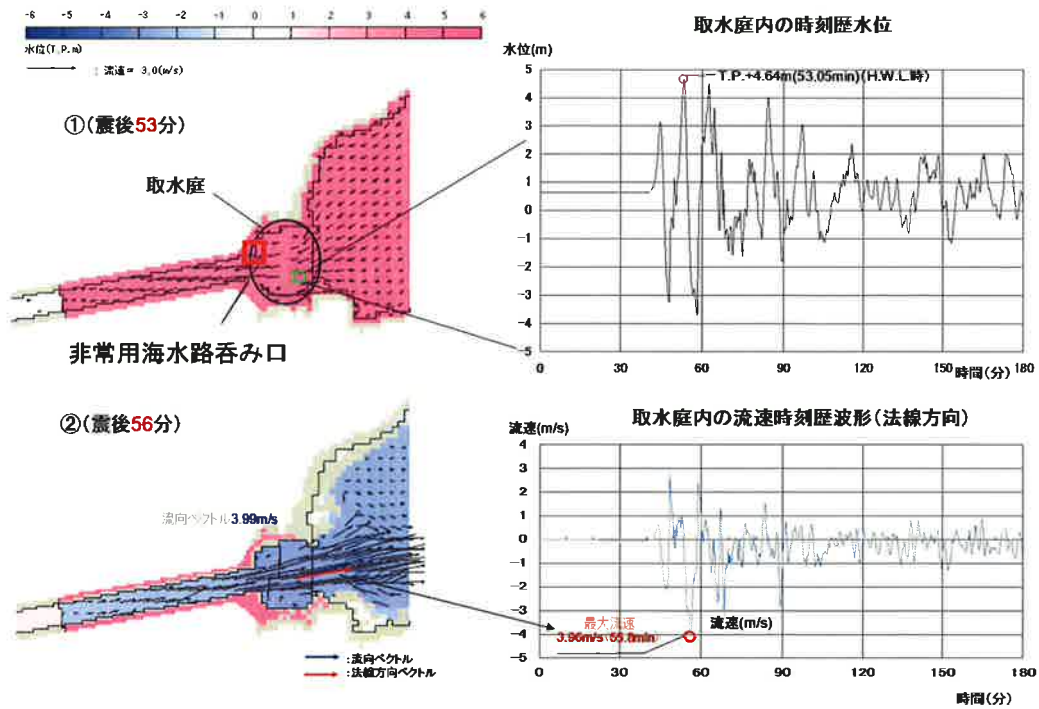 -6 -5 -4 -3 -2 -1 0 1 2 3 4 5 6
水位(T.P.m)
: 流速= 3.0(m/s)
①(震後53分)
取水庭
非常用海水路呑み口
取水庭内の時刻歴水位
水位(m)
T.P.+4.64m(53.05min)(H.W.L.時)
5
4
3
2
1
0
-1
-2
-3
-4
-5
0 30 60 90 120 150 180
時間(分)
②(震後56分)
流向ベクトル3.99m/s
:流向ベクトル
:法線方向ベクトル
取水庭内の流速時刻歴波形(法線方向)
流速(m/s)
4
3
2
1
0
-1
-2
-3
-4
-5
最大流速
流速(m/s)
0 30 60 90 120 150 180
時間(分)